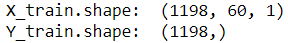 X_train.shape:  (1198, 60, 1)
Y_train.shape:  (1198,)